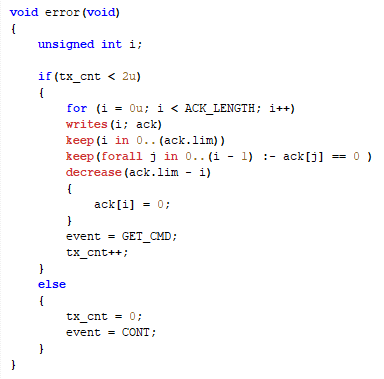 void error(void)
{
    unsigned int i;

    if(tx_cnt < 2u)
    {
        for (i = 0u; i < ACK_LENGTH; i++)
        writes(i; ack)
        keep(i in 0..(ack.lim))
        keep(forall j in 0..(i - 1) :- ack[j] == 0 )
        decrease(ack.lim - i)
        {
            ack[i] = 0;
        }
        event = GET_CMD;
        tx_cnt++;
    }
    else
    {
        tx_cnt = 0;
        event = CONT;
    }
}